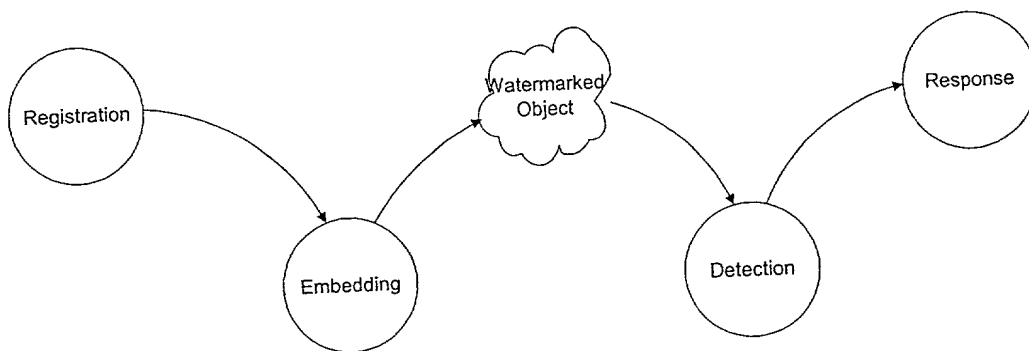 Registration
Embedding
Watermarked
Object
Detection
Response